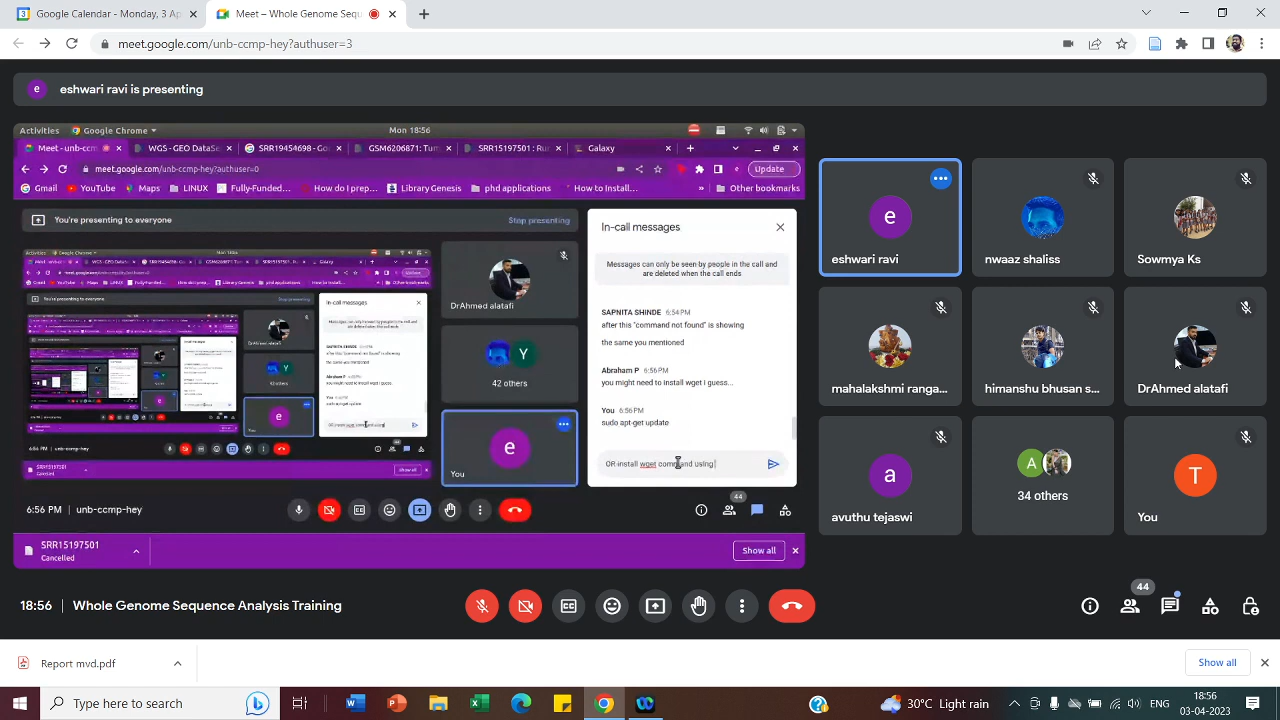 Google Calendar - Monday, 3 Ap
Meet – Whole Genome Sequ
meet.google.com/unb-ccmp-hey?authuser=3
e
eshwari ravi is presenting
Activities
Google Chrome
Mon 18:56
Meet - unb-ccm
WGS - GEO DataSe
SRR19454698 - Go
GSM6206871: Tum
SRR15197501: Ru
Galaxy
meet.google.com/unb-ccmp-hey?authuser=0
Update
Gmail
YouTube
Maps
LINUX
Fully-Funded...
How do i prep...
Library Genesis
phd applications
How to Install...
Other bookmarks
You're presenting to everyone
Stop presenting
DrAhmed alatafi
Y
42 others
e
You
In-call messages
Messages can only be seen by people in the call and
are deleted when the call ends
SAPNITA SHINDE 6:54 PM
after this "command not found" is showing
the same you mentioned
Abraham P 6:56 PM
you might need to install wget I guess...
You 6:56 PM
sudo apt-get update
OR install wget command using
6:56 PM
unb-ccmp-hey
44
SRR15197501
Cancelled
Show all
e
eshwari ravi
nwaaz shaliss
Sowmya Ks
mahalakshmi ranga...
himanshu bhusan s...
DrAhmed alatafi
a
avuthu tejaswi
A
34 others
T
You
18:56
Whole Genome Sequence Analysis Training
44
Report mvd.pdf
Show all
Type here to search
30°C Light rain
ENG
18:56
03-04-2023